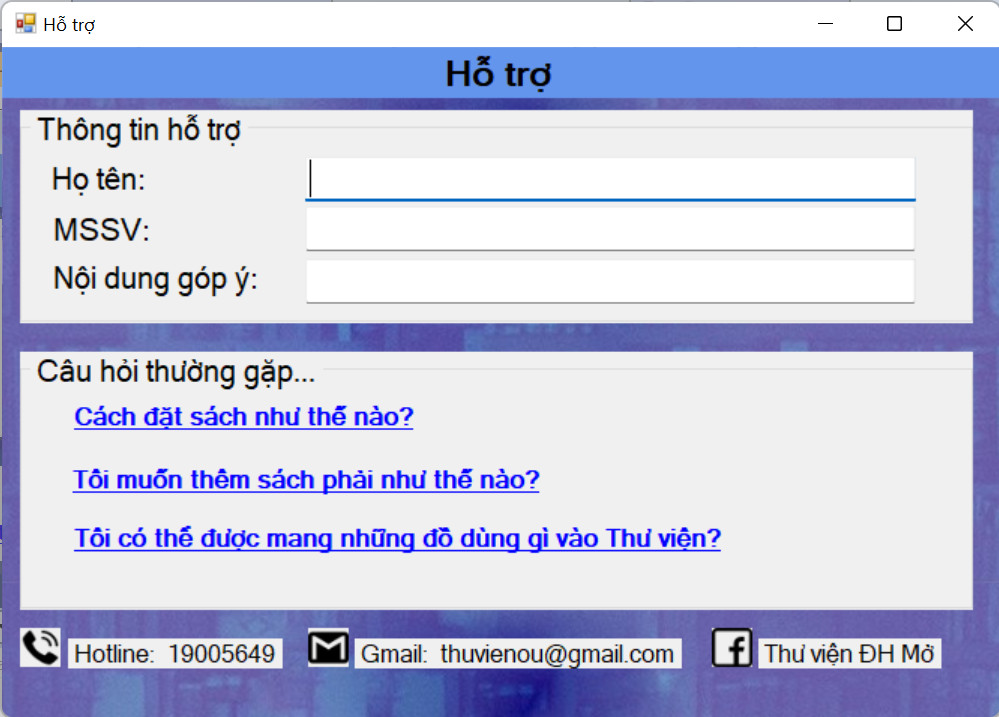 Hỗ trợ
Hỗ trợ
Thông tin hỗ trợ
Họ tên:
MSSV:
Nội dung góp ý:
Câu hỏi thường gặp...
Cách đặt sách như thế nào?
Tôi muốn thêm sách phải như thế nào?
Tôi có thể được mang những đồ dùng gì vào Thư viện?
Hotline: 19005649 Gmail: thuvienou@gmail.com Thư viện ĐH Mở